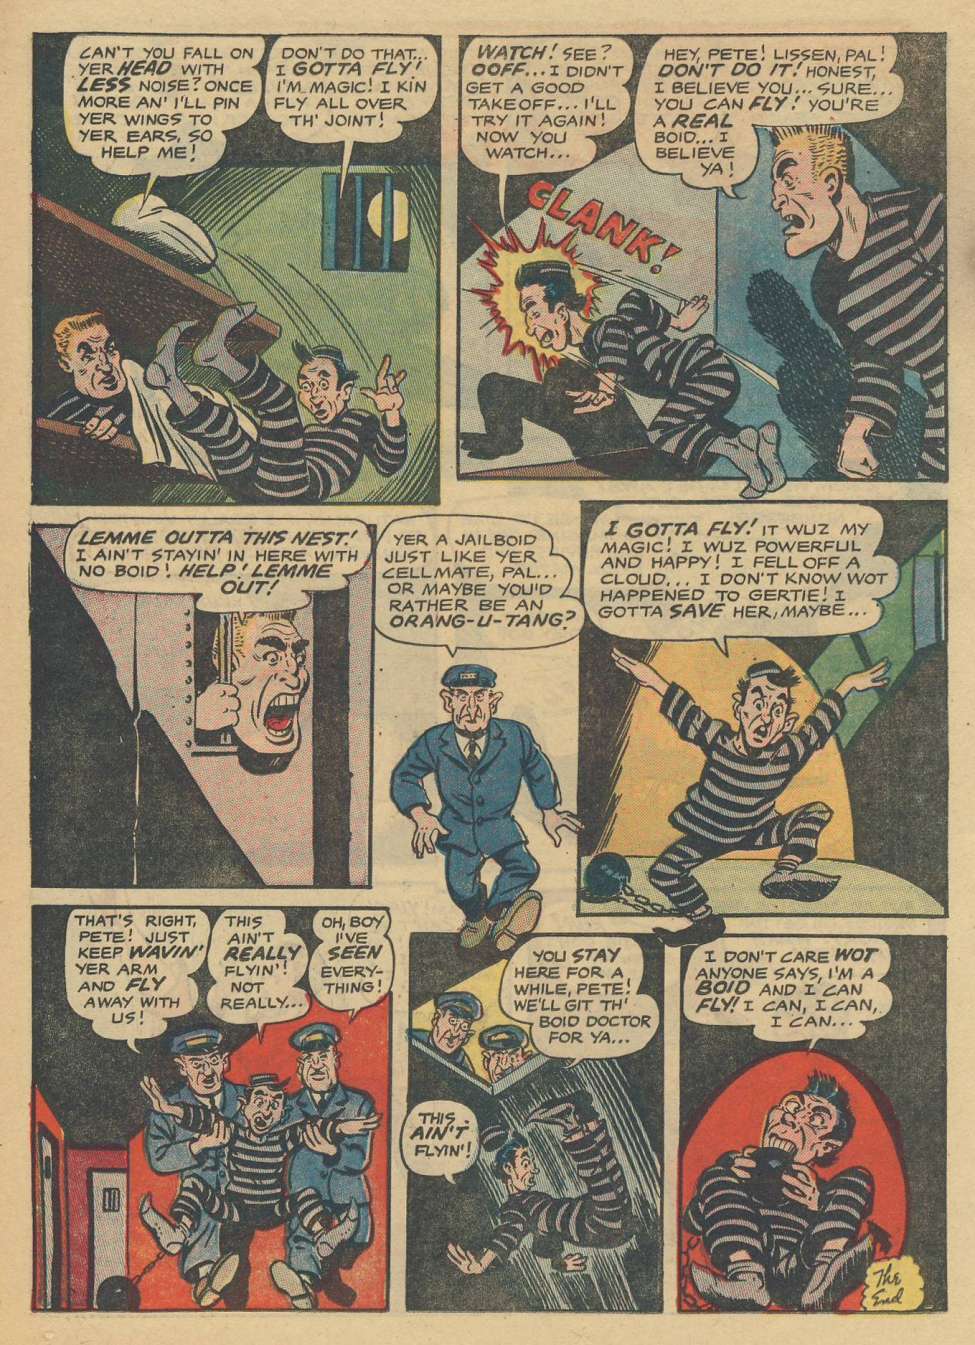 CAN'T YOU FALL ON
YER HEAD WITH
LESS NOISE? ONCE
MORE AN' I'LL PIN
YER WINGS TO
YER EARS, SO
HELP ME!
DON'T DO THAT...
I GOTTA FLY!
I'M MAGIC! I KIN
FLY ALL OVER
TH' JOINT!
WATCH! SEE?
OOFF... I DIDN'T
GET A GOOD
TAKEOFF... I'LL
TRY IT AGAIN!
NOW YOU
WATCH...
CLANK!
HEY, PETE! LISSEN, PAL!
DON'T DO IT! HONEST,
I BELIEVE YOU... SURE...
YOU CAN FLY! YOU'RE
A REAL
BOID... I
BELIEVE
YA!
LEMME OUTTA THIS NEST!
I AIN'T STAYIN' IN HERE WITH
NO BOID! HELP! LEMME
OUT!
YER A JAILBOID
JUST LIKE YER
CELLMATE, PAL...
OR MAYBE YOU'D
RATHER BE AN
ORANG-U-TANG?
I GOTTA FLY! IT WUZ MY
MAGIC! I WUZ POWERFUL
AND HAPPY! I FELL OFF A
CLOUD... I DON'T KNOW WOT
HAPPENED TO GERTIE! I
GOTTA SAVE HER, MAYBE...
THAT'S RIGHT,
PETE! JUST
KEEP WAVIN'
YER ARM
AND FLY
AWAY WITH
US!
THIS
AIN'T
REALLY
FLYIN'!
NOT
REALLY...
OH, BOY
I'VE
SEEN
EVERY-
THING!
YOU STAY
HERE FOR A
WHILE, PETE!
WE'LL GIT TH'
BOID DOCTOR
FOR YA...
THIS
AIN'T
FLYIN'!
I DON'T CARE WOT
ANYONE SAYS, I'M A
BOID AND I CAN
FLY! I CAN, I CAN,
I CAN...
The
End